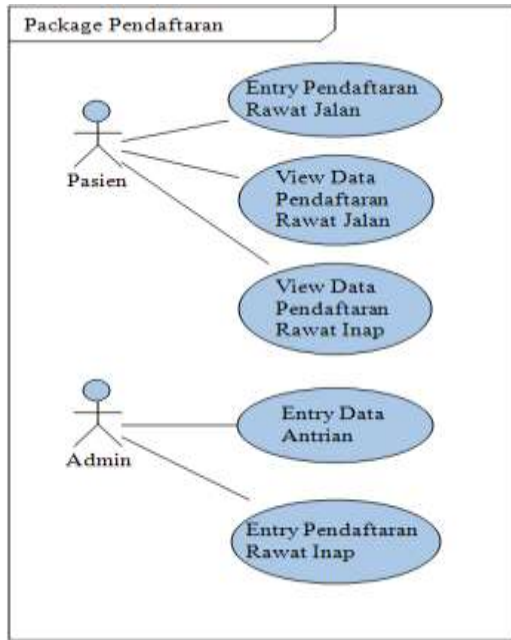 Package Pendaftaran
Entry Pendaftaran
Rawat Jalan
Pasien
View Data
Pendaftaran
Rawat Jalan
View Data
Pendaftaran
Rawat Inap
Entry Data
Antrian
Admin
Entry Pendaftaran
Rawat Inap